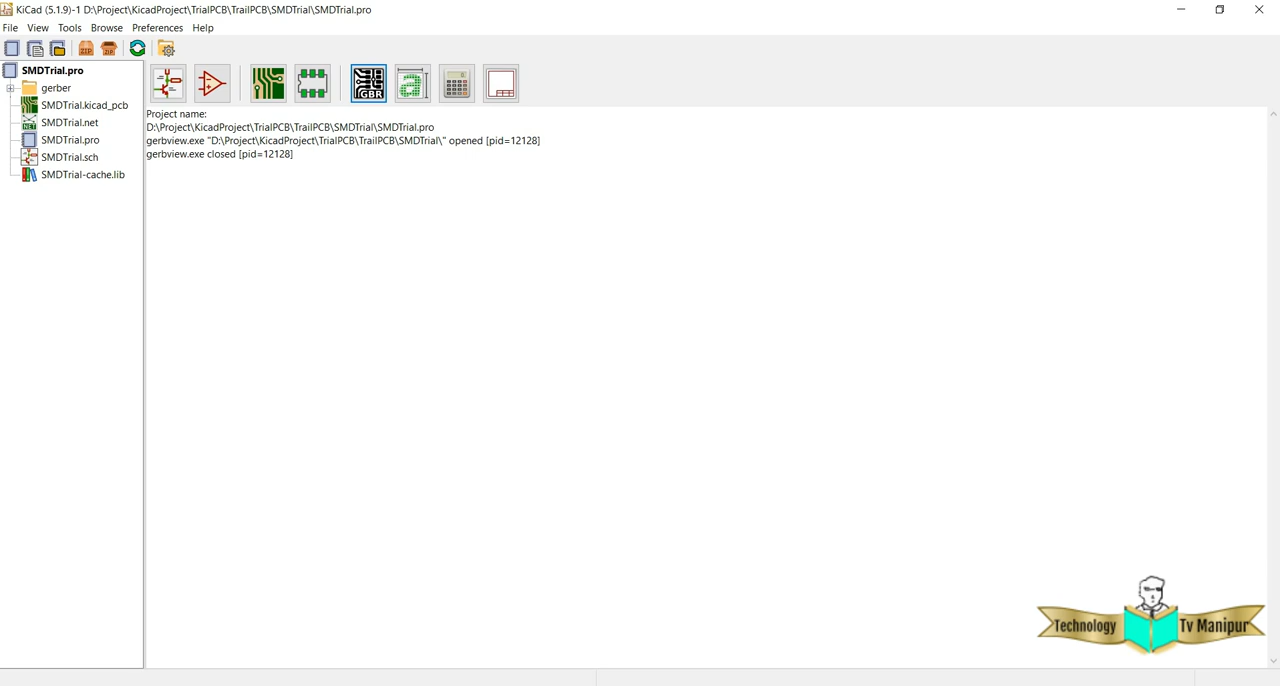 KiCad (5.1.9)-1 D:\Project\KicadProject\TrialPCB\TrailPCB\SMDTrial\SMDTrial.pro
File View Tools Browse Preferences Help
ZIP ZIP
SMDTrial.pro
gerber
SMDTrial.kicad_pcb
NET SMDTrial.net
SMDTrial.pro
SMDTrial.sch
SMDTrial-cache.lib
GBR a
Project name:
D:\Project\KicadProject\TrialPCB\TrailPCB\SMDTrial\SMDTrial.pro
gerbview.exe "D:\Project\KicadProject\TrialPCB\TrailPCB\SMDTrial\" opened [pid=12128]
gerbview.exe closed [pid=12128]
Technology Tv Manipur